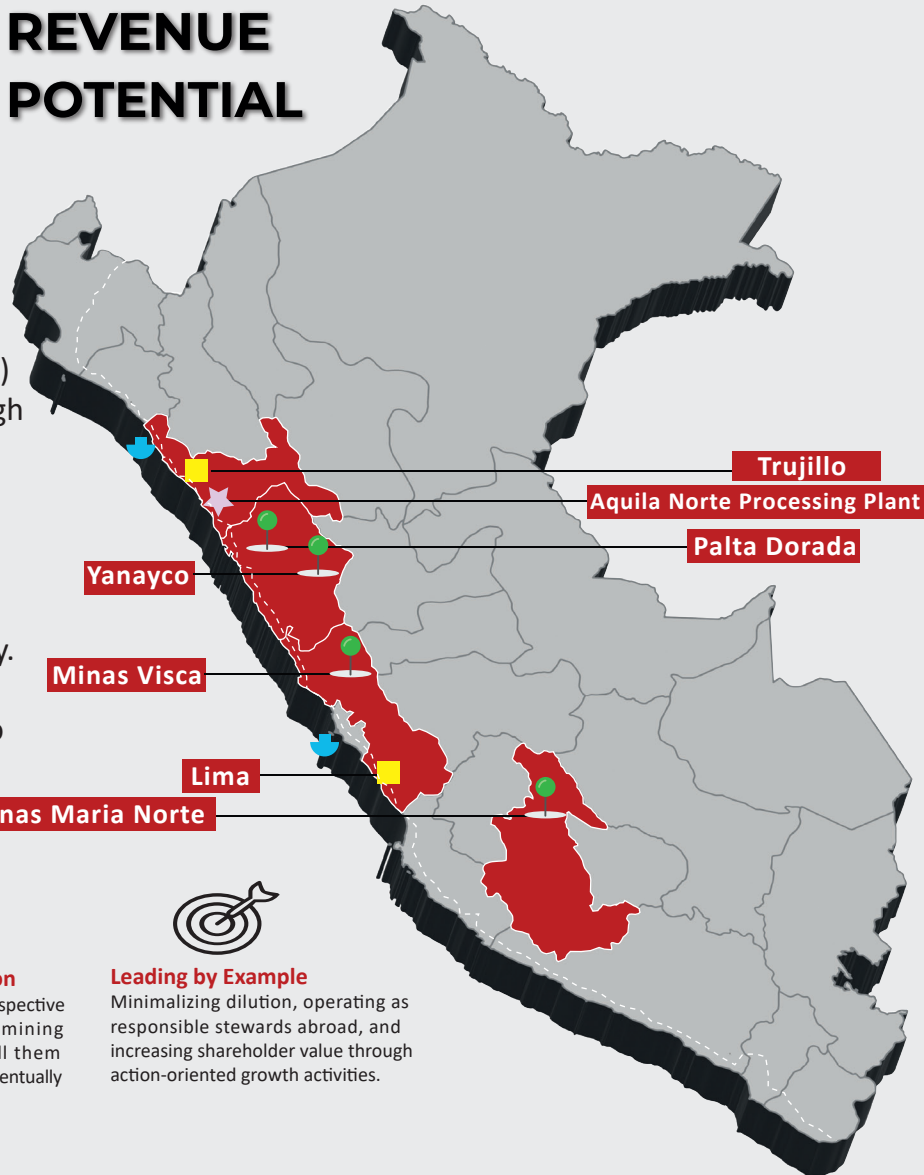 REVENUE
POTENTIAL
)
gh
y.
Trujillo
Aquila Norte Processing Plant
Palta Dorada
Yanayco
Minas Visca
Lima
nas Maria Norte
on
spective
mining
ll them
entually
Leading by Example
Minimalizing dilution, operating as
responsible stewards abroad, and
increasing shareholder value through
action-oriented growth activities.